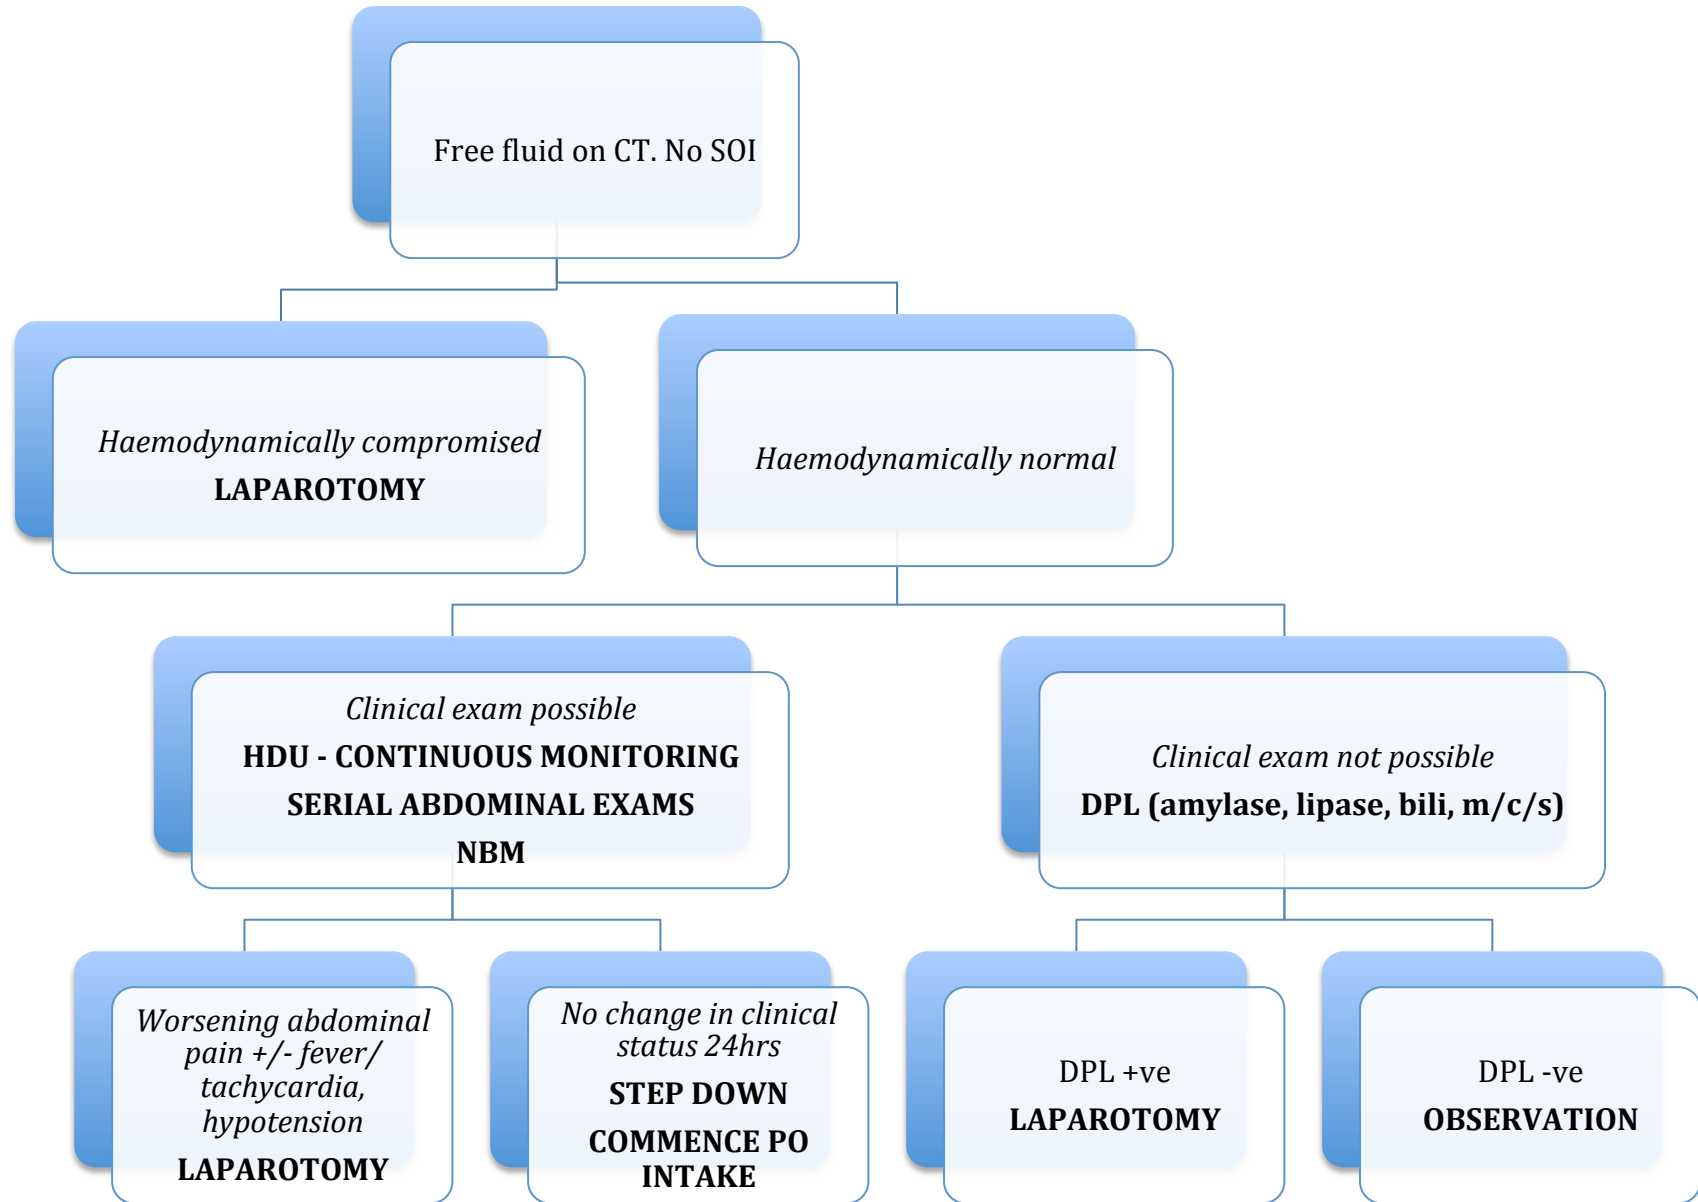 Free fluid on CT. No SOI
Haemodynamically compromised
LAPAROTOMY
Haemodynamically normal
Clinical exam possible
HDU - CONTINUOUS MONITORING
SERIAL ABDOMINAL EXAMS
NBM
Clinical exam not possible
DPL (amylase, lipase, bili, m/c/s)
Worsening abdominal
pain +/- fever/
tachycardia,
hypotension
LAPAROTOMY
No change in clinical
status 24hrs
STEP DOWN
COMMENCE PO
INTAKE
DPL +ve
LAPAROTOMY
DPL -ve
OBSERVATION